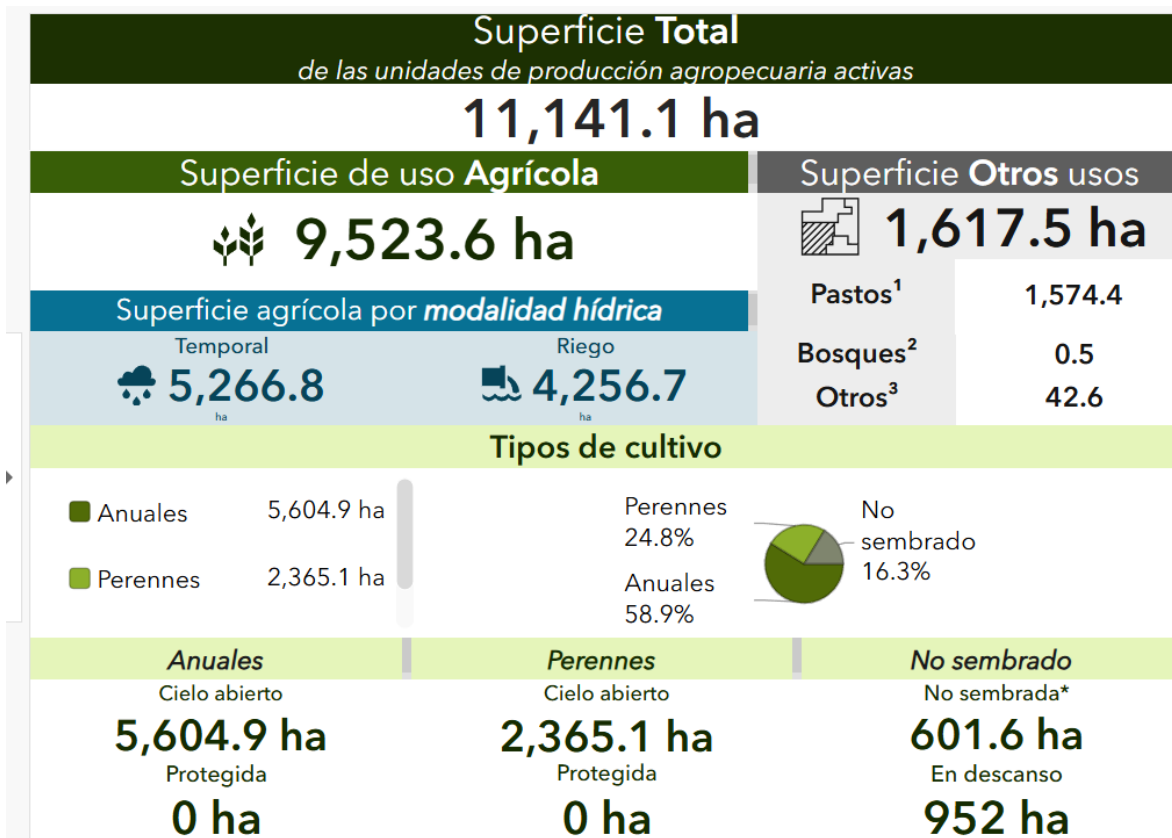 Superficie Total
de las unidades de producción agropecuaria activas
11,141.1 ha
Superficie de uso Agrícola
9,523.6 ha
Superficie Otros usos
1,617.5 ha
Pastos¹ 1,574.4
Bosques² 0.5
Otros³ 42.6
Superficie agrícola por modalidad hídrica
Temporal
5,266.8
ha
Riego
4,256.7
ha
Tipos de cultivo
Anuales 5,604.9 ha
Perennes 2,365.1 ha
Perennes
24.8%
Anuales
58.9%
No
sembrado
16.3%
Anuales
Cielo abierto
5,604.9 ha
Protegida
0 ha
Perennes
Cielo abierto
2,365.1 ha
Protegida
0 ha
No sembrado
No sembrada*
601.6 ha
En descanso
952 ha